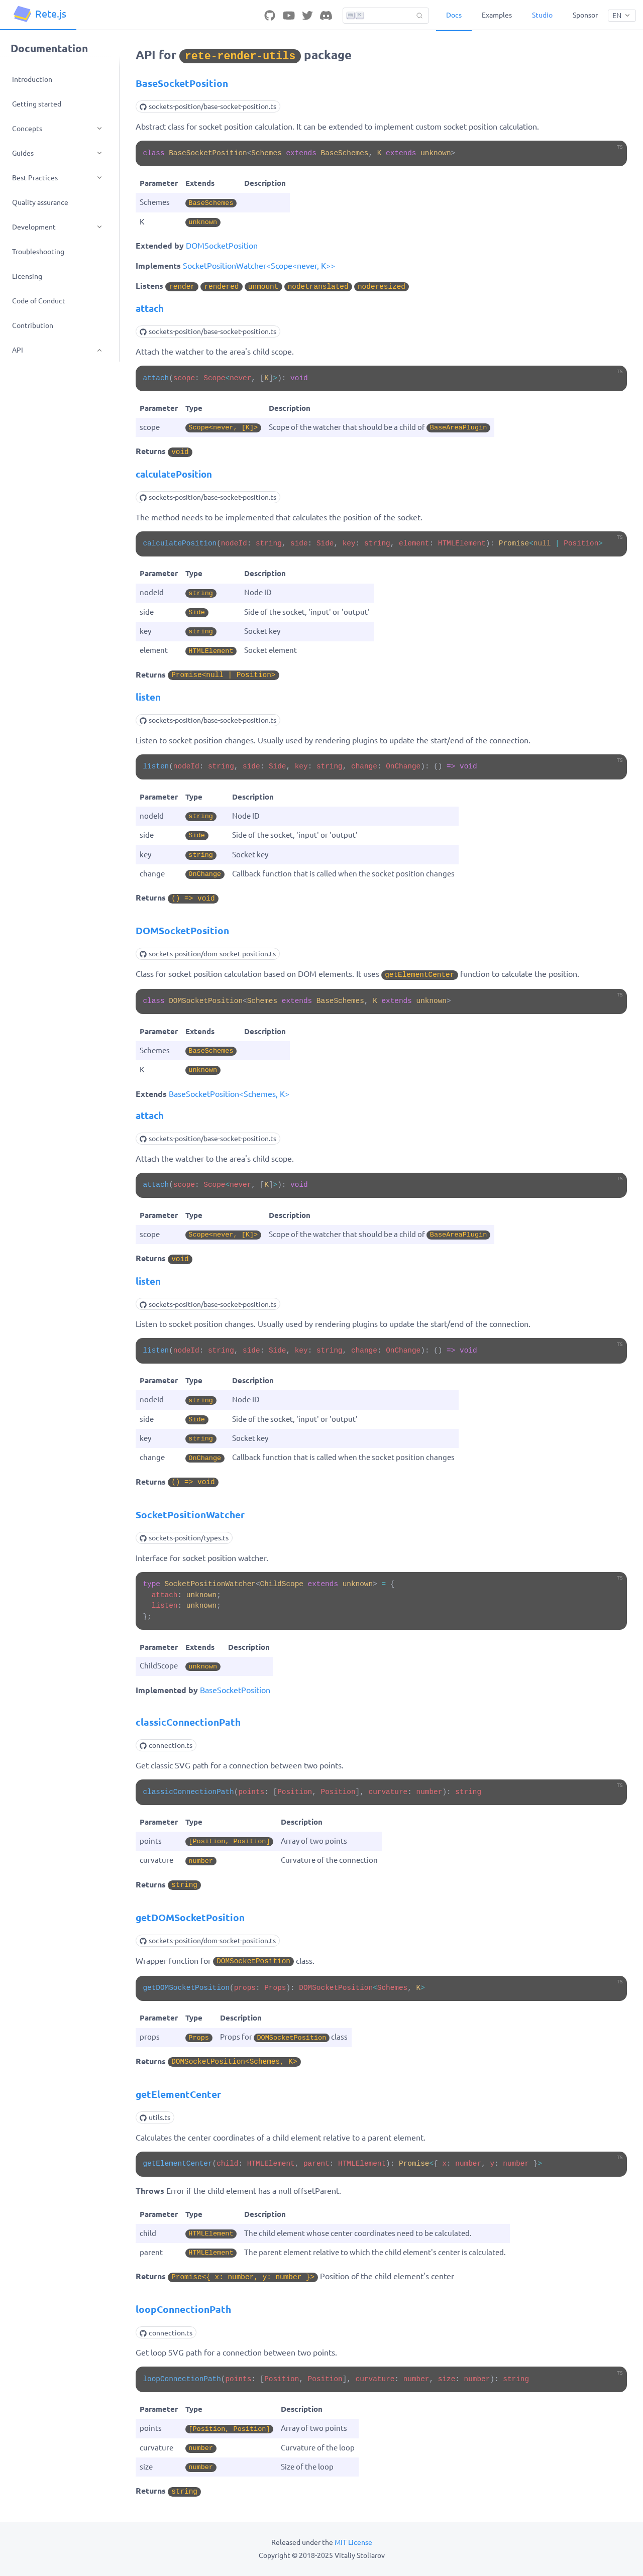 Rete.js
Docs
Examples
Studio
Sponsor
EN
Documentation
Introduction
Getting started
Concepts
Guides
Best Practices
Quality assurance
Development
Troubleshooting
Licensing
Code of Conduct
Contribution
API
API for rete-render-utils package
BaseSocketPosition
sockets-position/base-socket-position.ts
Abstract class for socket position calculation. It can be extended to implement custom socket position calculation.
TS
class BaseSocketPosition<Schemes extends BaseSchemes, K extends unknown>
Parameter Extends Description
Schemes BaseSchemes
K unknown
Extended by DOMSocketPosition
Implements SocketPositionWatcher<Scope<never, K>>
Listens render rendered unmount nodetranslated noderesized
attach
sockets-position/base-socket-position.ts
Attach the watcher to the area's child scope.
TS
attach(scope: Scope<never, [K]>): void
Parameter Type Description
scope Scope<never, [K]> Scope of the watcher that should be a child of BaseAreaPlugin
Returns void
calculatePosition
sockets-position/base-socket-position.ts
The method needs to be implemented that calculates the position of the socket.
TS
calculatePosition(nodeId: string, side: Side, key: string, element: HTMLElement): Promise<null | Position>
Parameter Type Description
nodeId string Node ID
side Side Side of the socket, 'input' or 'output'
key string Socket key
element HTMLElement Socket element
Returns Promise<null | Position>
listen
sockets-position/base-socket-position.ts
Listen to socket position changes. Usually used by rendering plugins to update the start/end of the connection.
TS
listen(nodeId: string, side: Side, key: string, change: OnChange): () => void
Parameter Type Description
nodeId string Node ID
side Side Side of the socket, 'input' or 'output'
key string Socket key
change OnChange Callback function that is called when the socket position changes
Returns () => void
DOMSocketPosition
sockets-position/dom-socket-position.ts
Class for socket position calculation based on DOM elements. It uses getElementCenter function to calculate the position.
TS
class DOMSocketPosition<Schemes extends BaseSchemes, K extends unknown>
Parameter Extends Description
Schemes BaseSchemes
K unknown
Extends BaseSocketPosition<Schemes, K>
attach
sockets-position/base-socket-position.ts
Attach the watcher to the area's child scope.
TS
attach(scope: Scope<never, [K]>): void
Parameter Type Description
scope Scope<never, [K]> Scope of the watcher that should be a child of BaseAreaPlugin
Returns void
listen
sockets-position/base-socket-position.ts
Listen to socket position changes. Usually used by rendering plugins to update the start/end of the connection.
TS
listen(nodeId: string, side: Side, key: string, change: OnChange): () => void
Parameter Type Description
nodeId string Node ID
side Side Side of the socket, 'input' or 'output'
key string Socket key
change OnChange Callback function that is called when the socket position changes
Returns () => void
SocketPositionWatcher
sockets-position/types.ts
Interface for socket position watcher.
TS
type SocketPositionWatcher<ChildScope extends unknown> = {
attach: unknown;
listen: unknown;
};
Parameter Extends Description
ChildScope unknown
Implemented by BaseSocketPosition
classicConnectionPath
connection.ts
Get classic SVG path for a connection between two points.
TS
classicConnectionPath(points: [Position, Position], curvature: number): string
Parameter Type Description
points [Position, Position] Array of two points
curvature number Curvature of the connection
Returns string
getDOMSocketPosition
sockets-position/dom-socket-position.ts
Wrapper function for DOMSocketPosition class.
TS
getDOMSocketPosition(props: Props): DOMSocketPosition<Schemes, K>
Parameter Type Description
props Props Props for DOMSocketPosition class
Returns DOMSocketPosition<Schemes, K>
getElementCenter
utils.ts
Calculates the center coordinates of a child element relative to a parent element.
TS
getElementCenter(child: HTMLElement, parent: HTMLElement): Promise<{ x: number, y: number }>
Throws Error if the child element has a null offsetParent.
Parameter Type Description
child HTMLElement The child element whose center coordinates need to be calculated.
parent HTMLElement The parent element relative to which the child element's center is calculated.
Returns Promise<{ x: number, y: number }> Position of the child element's center
loopConnectionPath
connection.ts
Get loop SVG path for a connection between two points.
TS
loopConnectionPath(points: [Position, Position], curvature: number, size: number): string
Parameter Type Description
points [Position, Position] Array of two points
curvature number Curvature of the loop
size number Size of the loop
Returns string
Released under the MIT License
Copyright © 2018-2025 Vitaliy Stoliarov